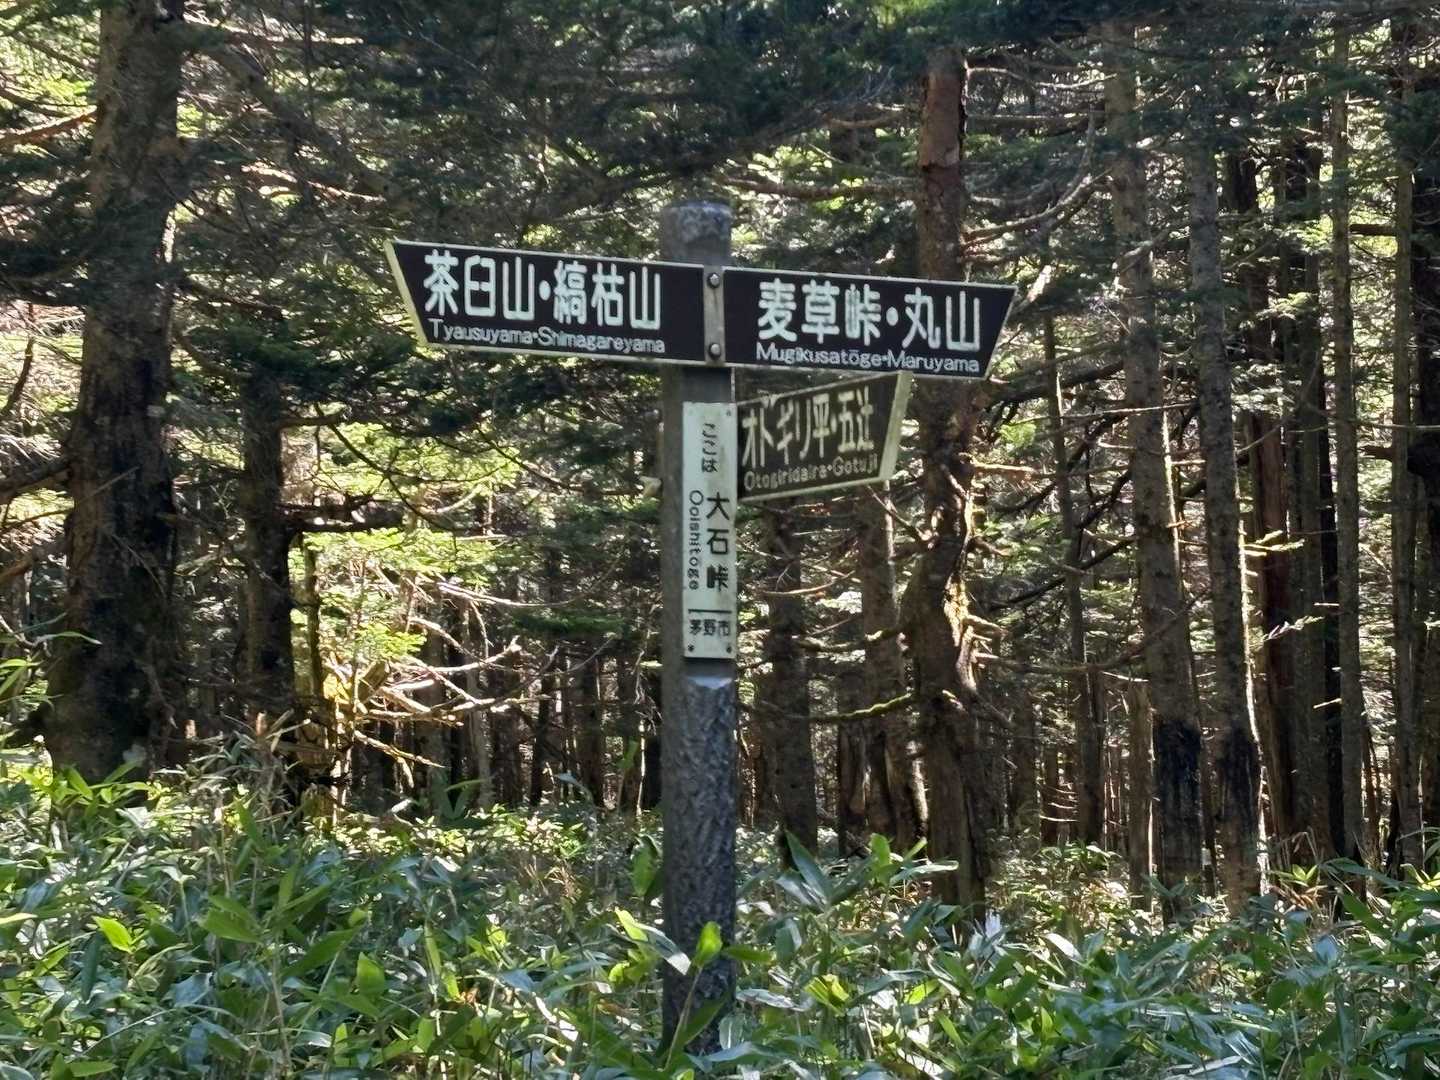 茶臼山・縞枯山
Tyausuyama・Shimagareyama
麦草峠・丸山
Mugikusatōge・Maruyama
オトギリ平・五辻
Otogiridaira・Gotuji
ここは 大石峠
Ooishitoge
茅野市